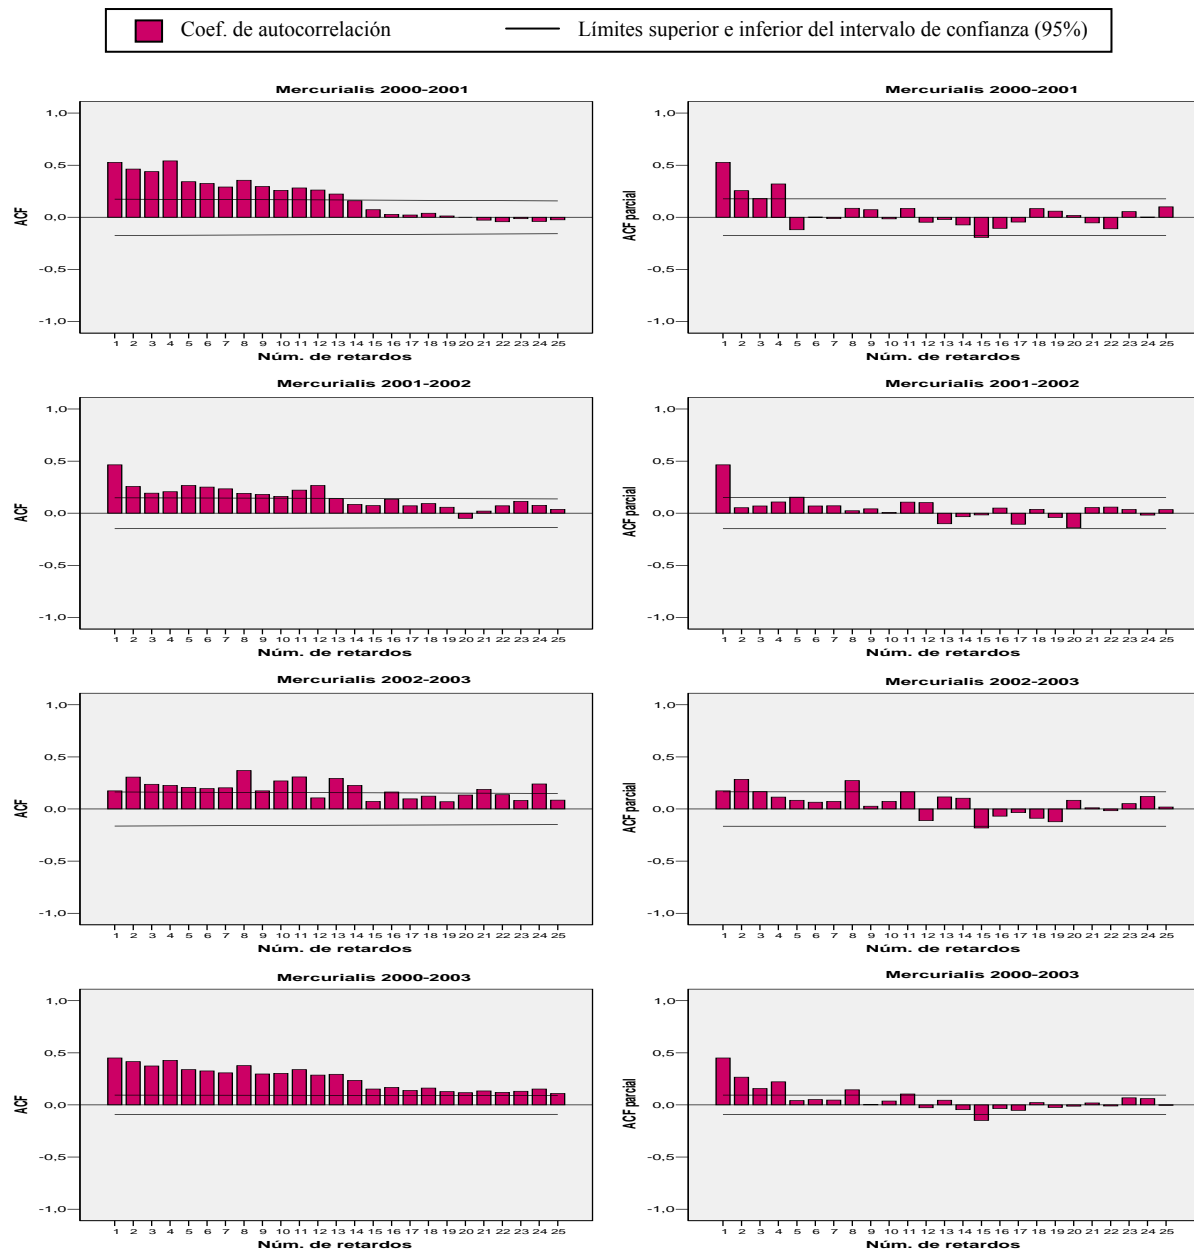 Coef. de autocorrelación Límites superior e inferior del intervalo de confianza (95%)
Mercurialis 2000-2001
ACF
1,0
0,5
0,0
-0,5
-1,0
1 2 3 4 5 6 7 8 9 10 11 12 13 14 15 16 17 18 19 20 21 22 23 24 25
Núm. de retardos
Mercurialis 2000-2001
ACF parcial
1,0
0,5
0,0
-0,5
-1,0
1 2 3 4 5 6 7 8 9 10 11 12 13 14 15 16 17 18 19 20 21 22 23 24 25
Núm. de retardos
Mercurialis 2001-2002
ACF
1,0
0,5
0,0
-0,5
-1,0
1 2 3 4 5 6 7 8 9 10 11 12 13 14 15 16 17 18 19 20 21 22 23 24 25
Núm. de retardos
Mercurialis 2001-2002
ACF parcial
1,0
0,5
0,0
-0,5
-1,0
1 2 3 4 5 6 7 8 9 10 11 12 13 14 15 16 17 18 19 20 21 22 23 24 25
Núm. de retardos
Mercurialis 2002-2003
ACF
1,0
0,5
0,0
-0,5
-1,0
1 2 3 4 5 6 7 8 9 10 11 12 13 14 15 16 17 18 19 20 21 22 23 24 25
Núm. de retardos
Mercurialis 2002-2003
ACF parcial
1,0
0,5
0,0
-0,5
-1,0
1 2 3 4 5 6 7 8 9 10 11 12 13 14 15 16 17 18 19 20 21 22 23 24 25
Núm. de retardos
Mercurialis 2000-2003
ACF
1,0
0,5
0,0
-0,5
-1,0
1 2 3 4 5 6 7 8 9 10 11 12 13 14 15 16 17 18 19 20 21 22 23 24 25
Núm. de retardos
Mercurialis 2000-2003
ACF parcial
1,0
0,5
0,0
-0,5
-1,0
1 2 3 4 5 6 7 8 9 10 11 12 13 14 15 16 17 18 19 20 21 22 23 24 25
Núm. de retardos